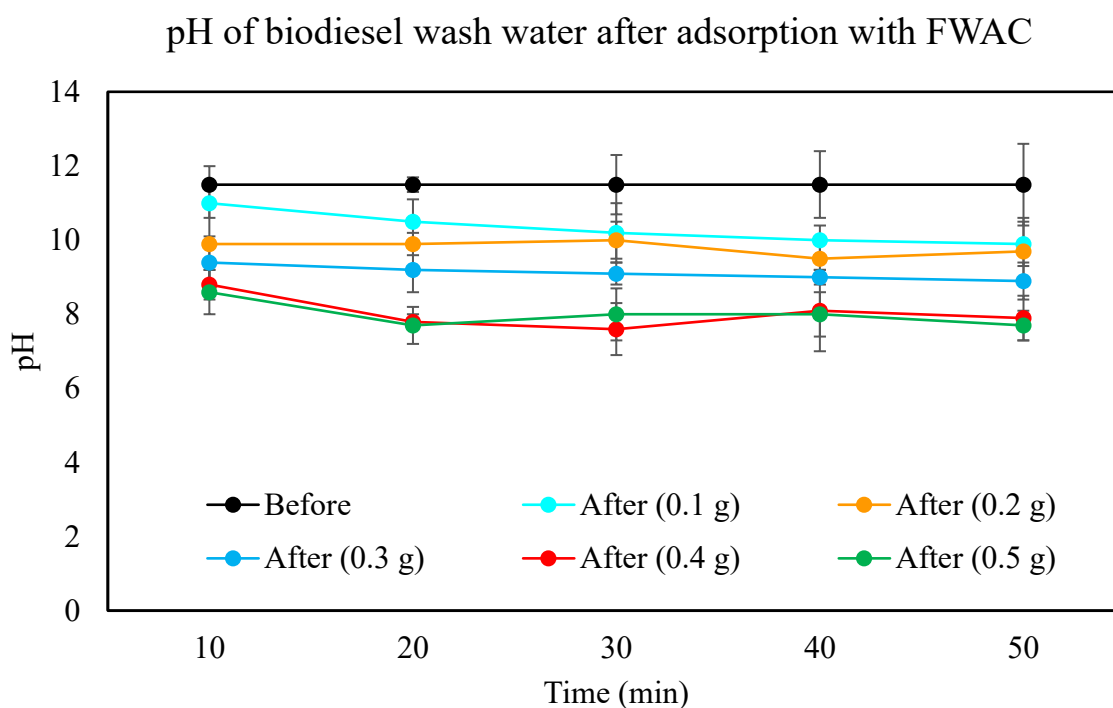 pH of biodiesel wash water after adsorption with FWAC
14
12
10
8
6
4
2
0
pH
Before
After (0.1 g)
After (0.2 g)
After (0.3 g)
After (0.4 g)
After (0.5 g)
10
20
30
40
50
Time (min)